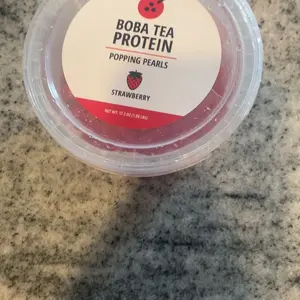 BOBA TEA
PROTEIN
POPPING PEARLS
STRAWBERRY